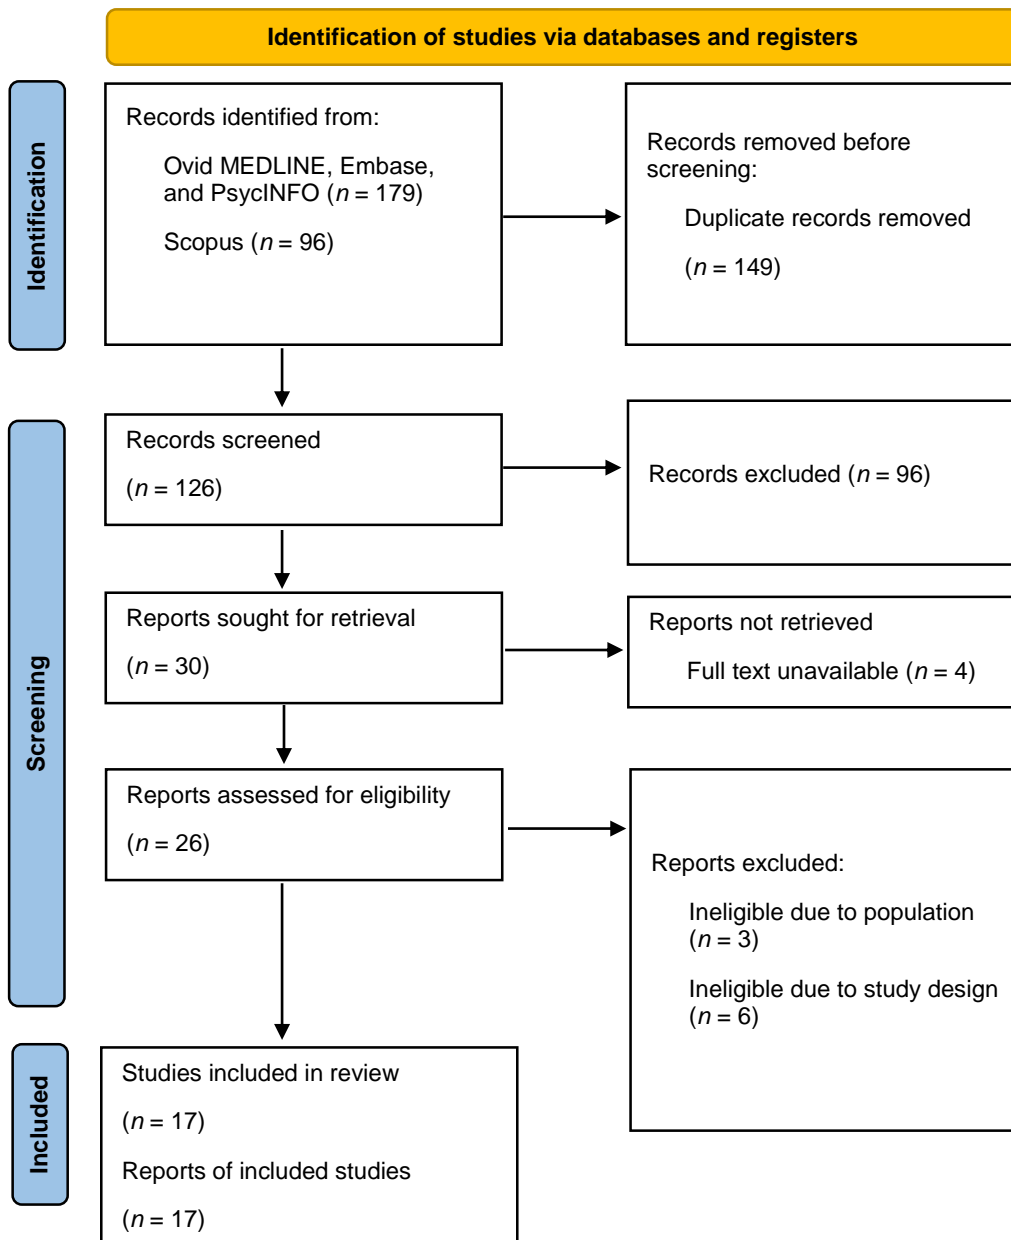 Identification of studies via databases and registers
Identification
Records identified from:
Ovid MEDLINE, Embase,
and PsycINFO (n = 179)
Scopus (n = 96)
Records removed before
screening:
Duplicate records removed
(n = 149)
Screening
Records screened
(n = 126)
Records excluded (n = 96)
Reports sought for retrieval
(n = 30)
Reports not retrieved
Full text unavailable (n = 4)
Reports assessed for eligibility
(n = 26)
Reports excluded:
Ineligible due to population
(n = 3)
Ineligible due to study design
(n = 6)
Included
Studies included in review
(n = 17)
Reports of included studies
(n = 17)